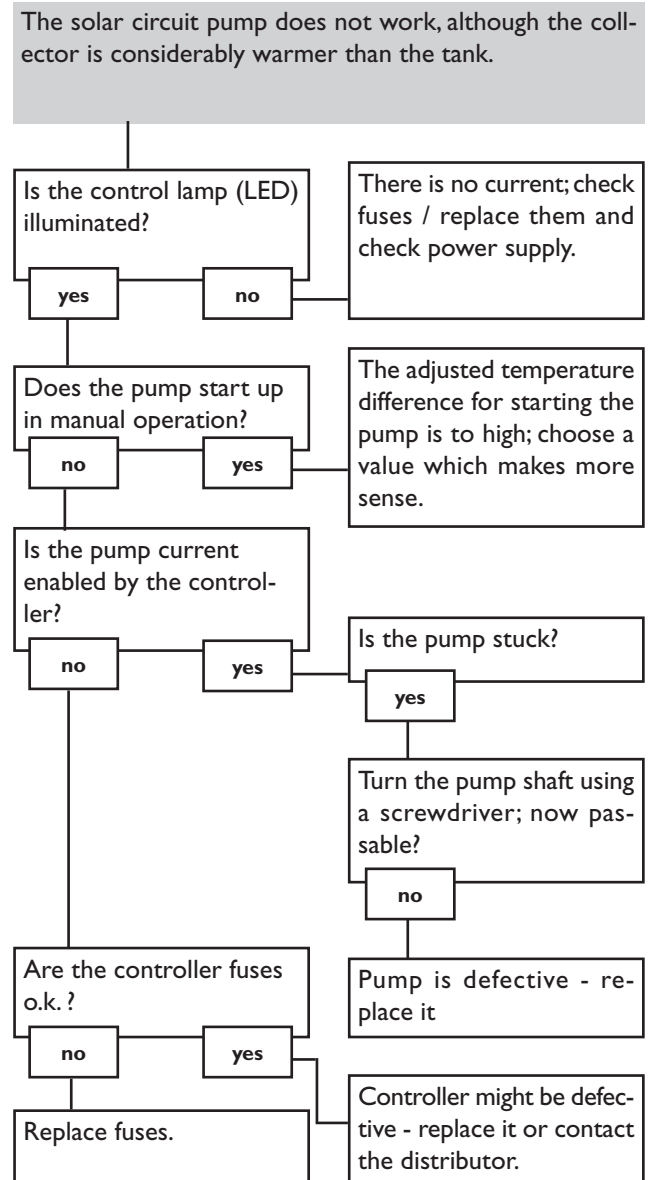 The solar circuit pump does not work, although the coll-
ector is considerably warmer than the tank.
Is the control lamp (LED)
illuminated?
yes
no
There is no current; check
fuses / replace them and
check power supply.
Does the pump start up
in manual operation?
no
yes
The adjusted temperature
difference for starting the
pump is to high; choose a
value which makes more
sense.
Is the pump current
enabled by the control-
ler?
no
yes
Is the pump stuck?
yes
Turn the pump shaft using
a screwdriver; now pas-
sable?
no
Pump is defective - re-
place it
Are the controller fuses
o.k. ?
no
yes
Replace fuses.
Controller might be defec-
tive - replace it or contact
the distributor.